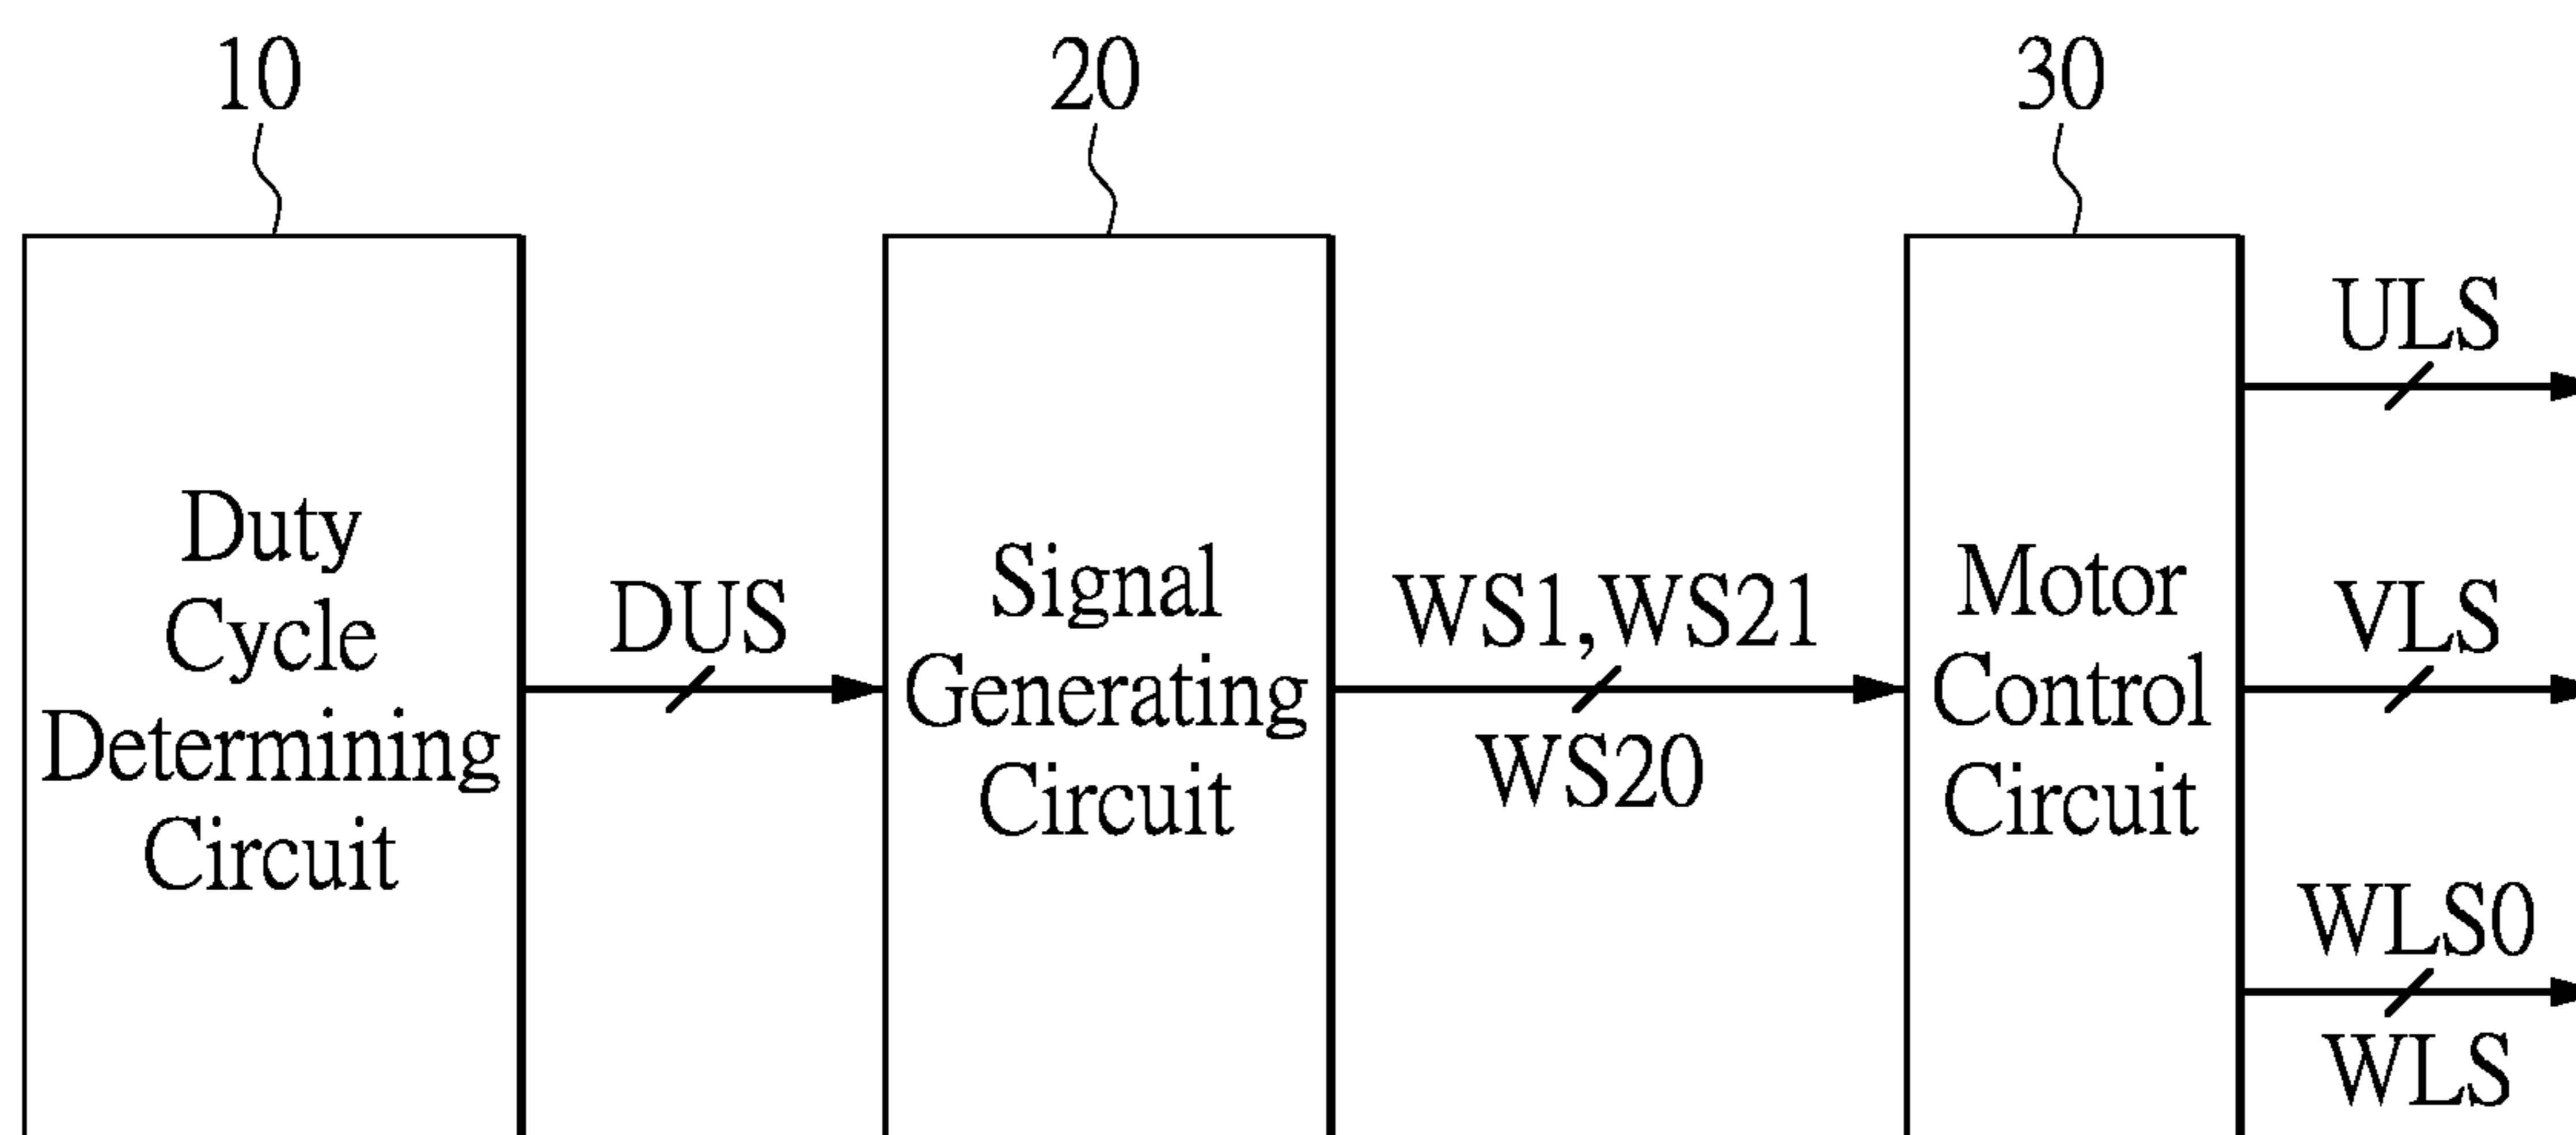 10
20
30
Duty
Cycle
Determining
Circuit
DUS
Signal
Generating
Circuit
WS1,WS21
WS20
Motor
Control
Circuit
ULS
VLS
WLS0
WLS